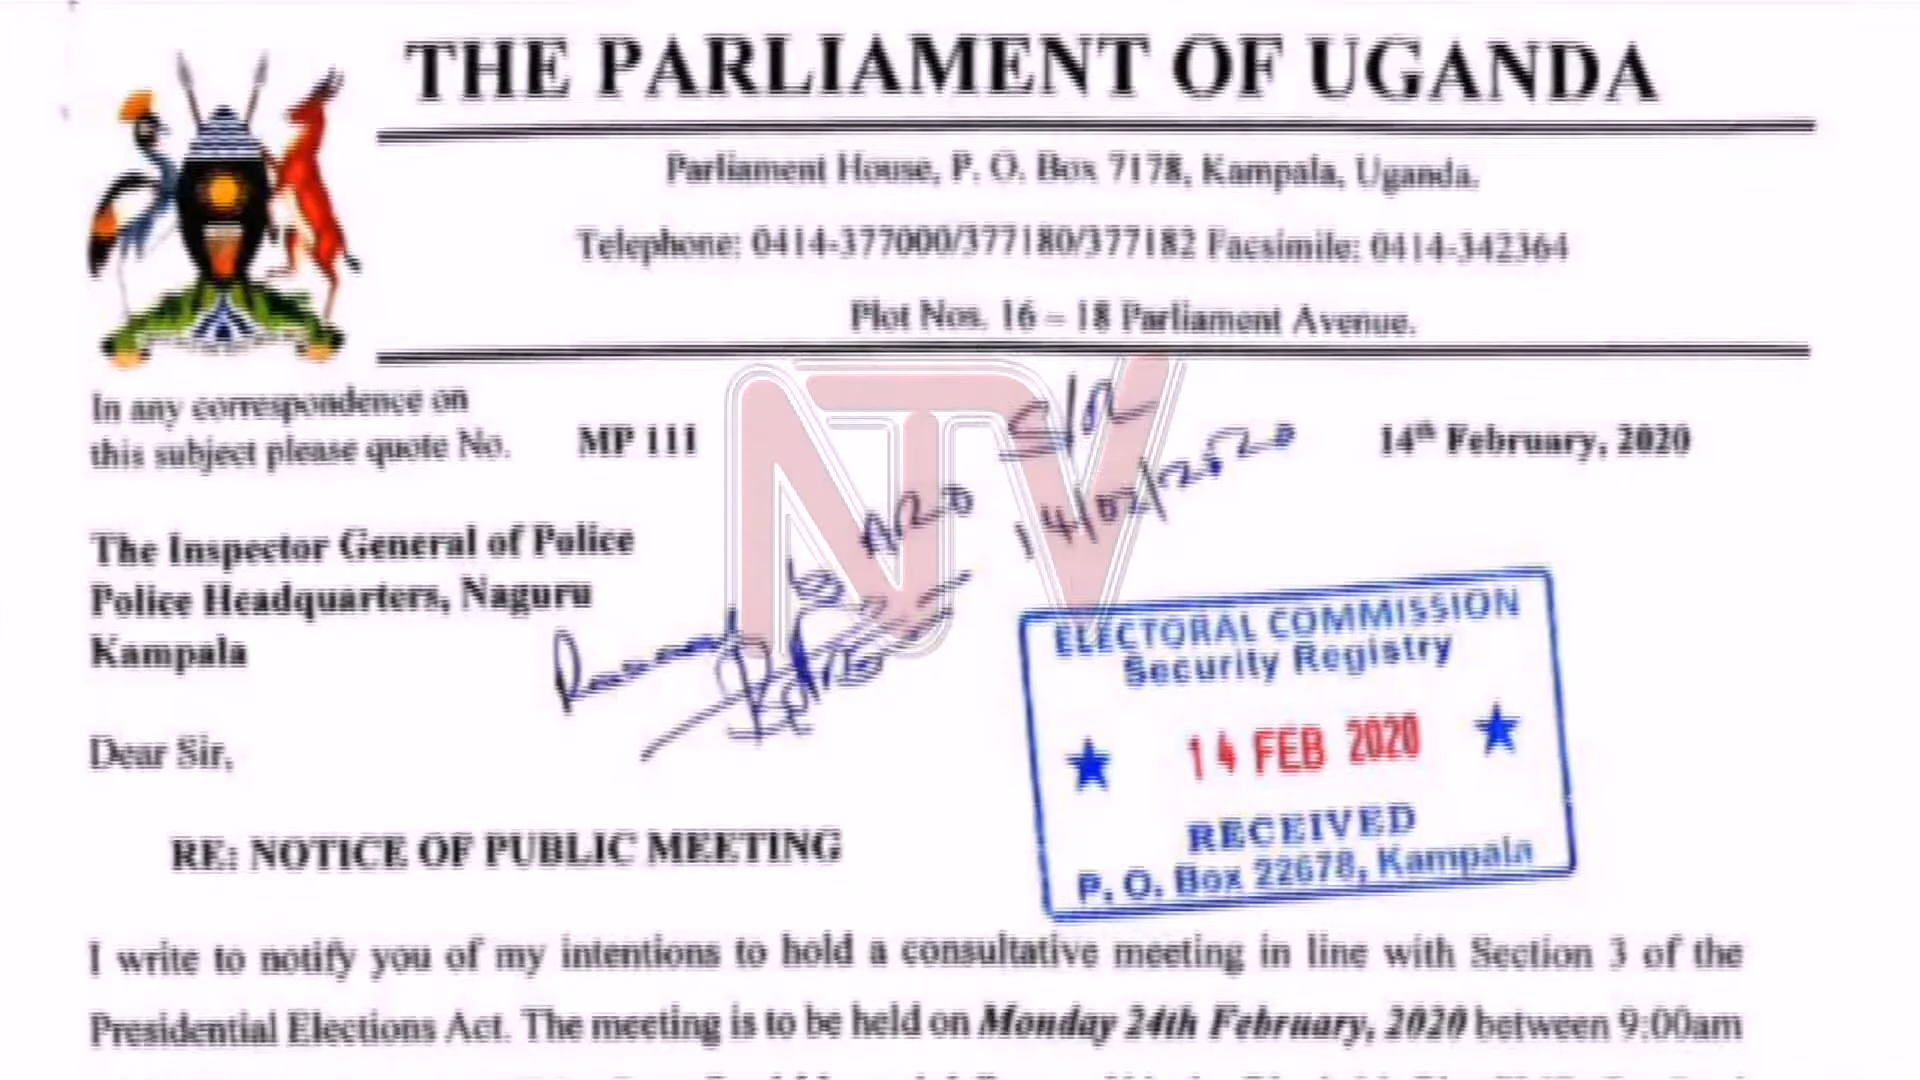 THE PARLIAMENT OF UGANDA
Parliament House, P. O. Box 7178, Kampala, Uganda.
Telephone: 0414-377000/377180/377182 Facsimile: 0414-342364
Plot Nos. 16 – 18 Parliament Avenue.
In any correspondence on
this subject please quote No.
MP 111
14th February, 2020
NTV
14/02/2020
The Inspector General of Police
Police Headquarters, Naguru
Kampala
ELECTORAL COMMISSION
Security Registry
14 FEB 2020
RECEIVED
P. O. Box 22678, Kampala
Dear Sir,
RE: NOTICE OF PUBLIC MEETING
I write to notify you of my intentions to hold a consultative meeting in line with Section 3 of the
Presidential Elections Act. The meeting is to be held on Monday 24th February, 2020 between 9:00am